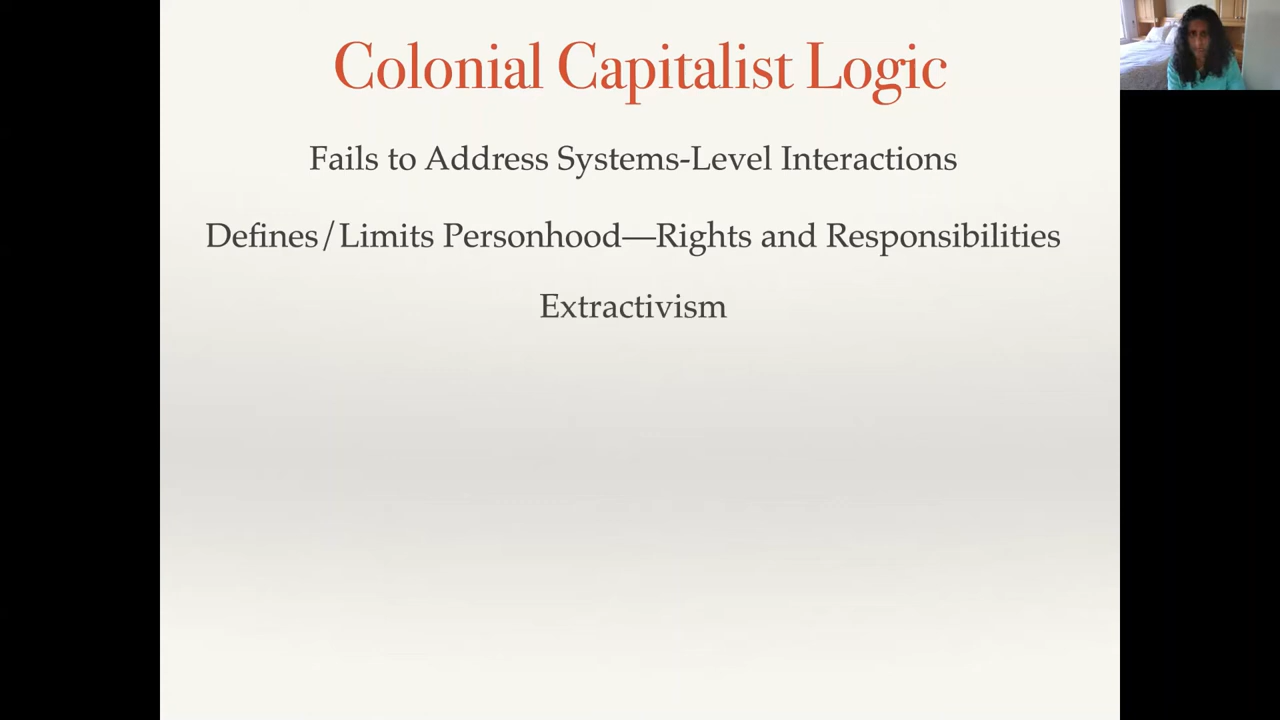 Colonial Capitalist Logic
Fails to Address Systems-Level Interactions
Defines/Limits Personhood—Rights and Responsibilities
Extractivism